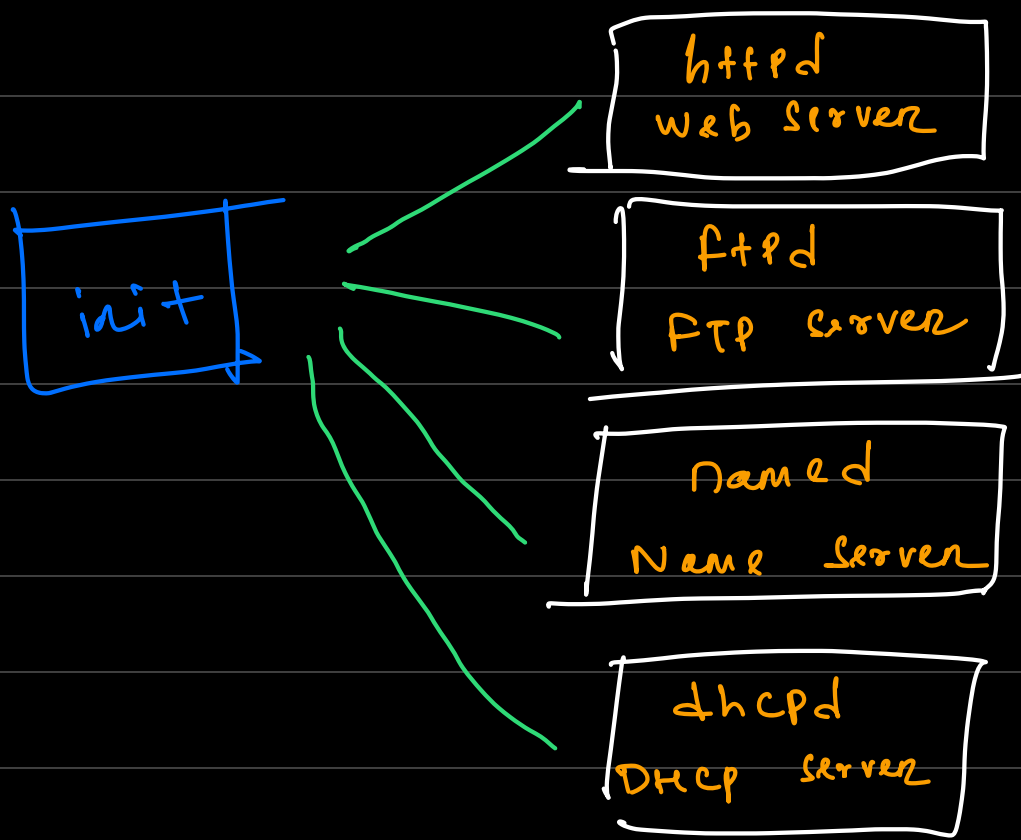 httpd
Web Server
init
ftpd
FTP Server
named
Name Server
dhcpd
DHCP Server